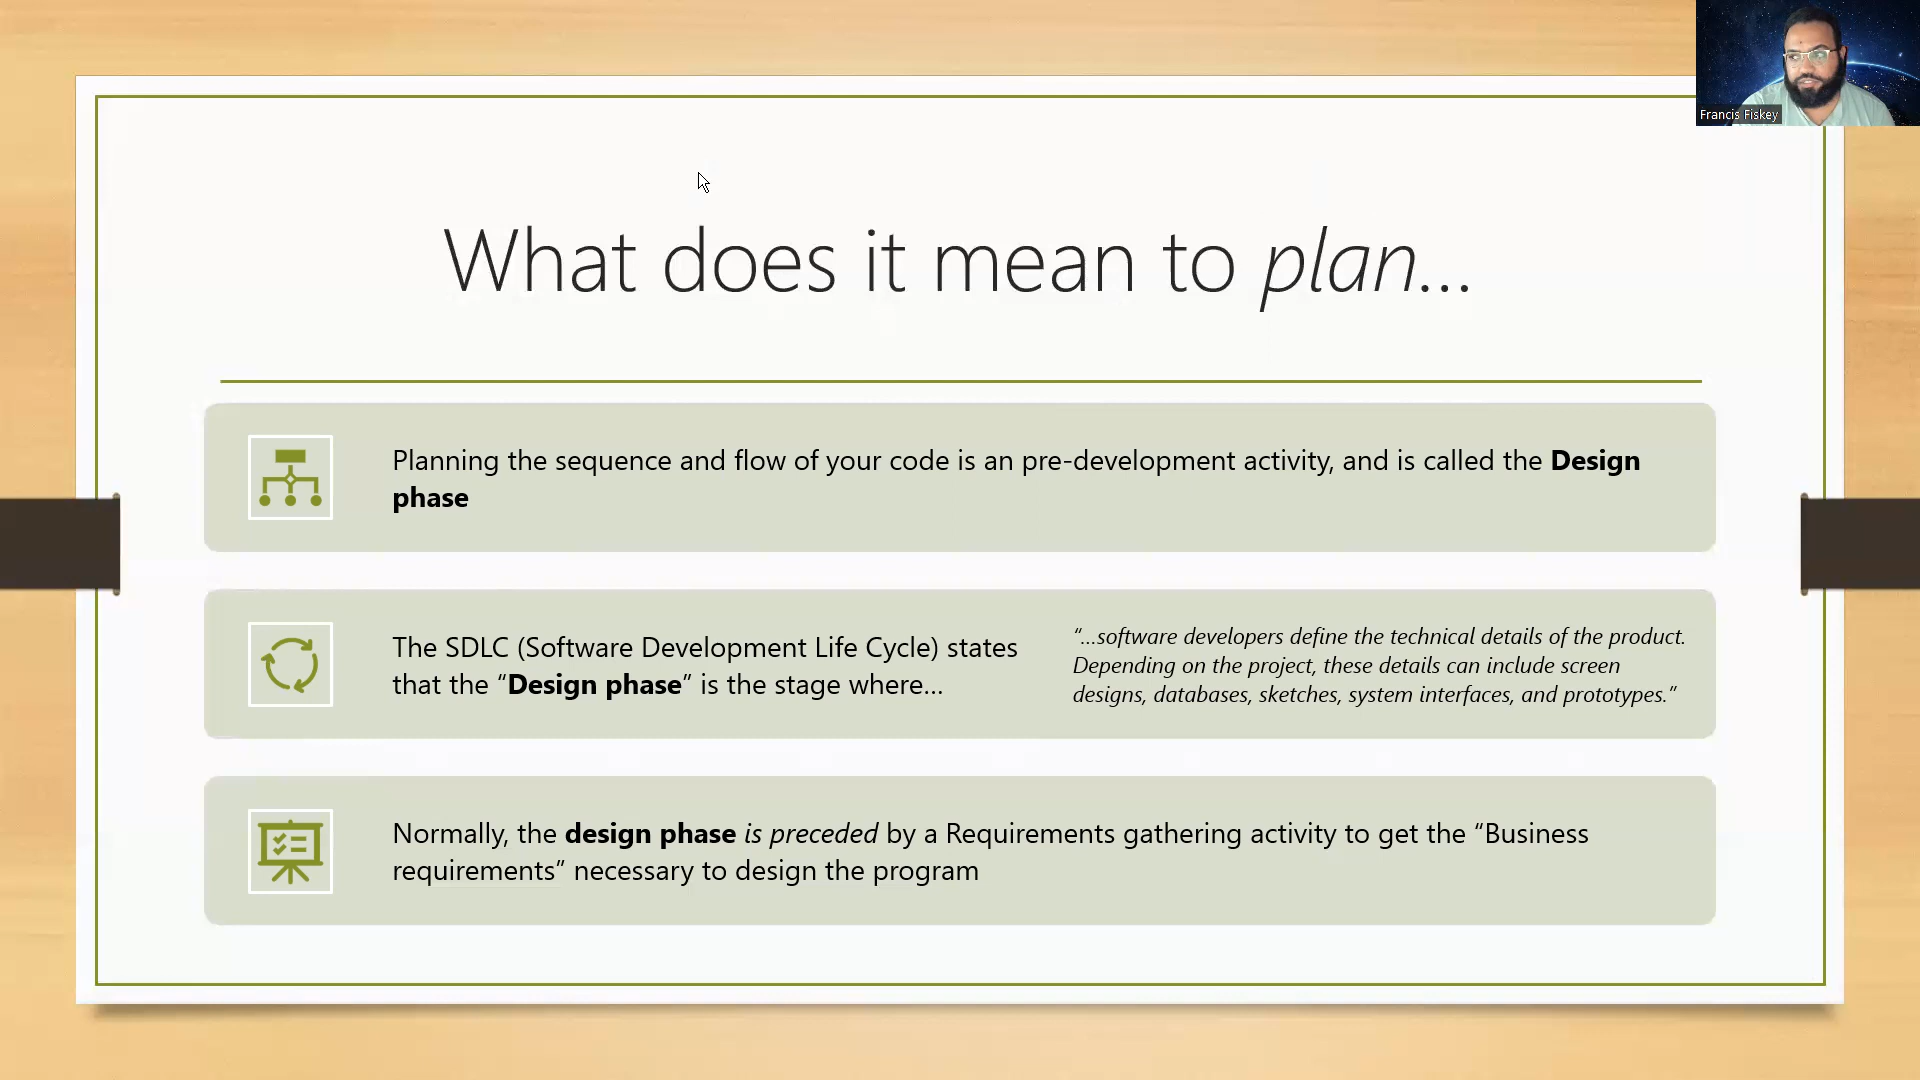 Francis Fiskey
What does it mean to plan...
Planning the sequence and flow of your code is an pre-development activity, and is called the Design
phase
The SDLC (Software Development Life Cycle) states
that the “Design phase” is the stage where...
“...software developers define the technical details of the product.
Depending on the project, these details can include screen
designs, databases, sketches, system interfaces, and prototypes.”
Normally, the design phase is preceded by a Requirements gathering activity to get the “Business
requirements” necessary to design the program